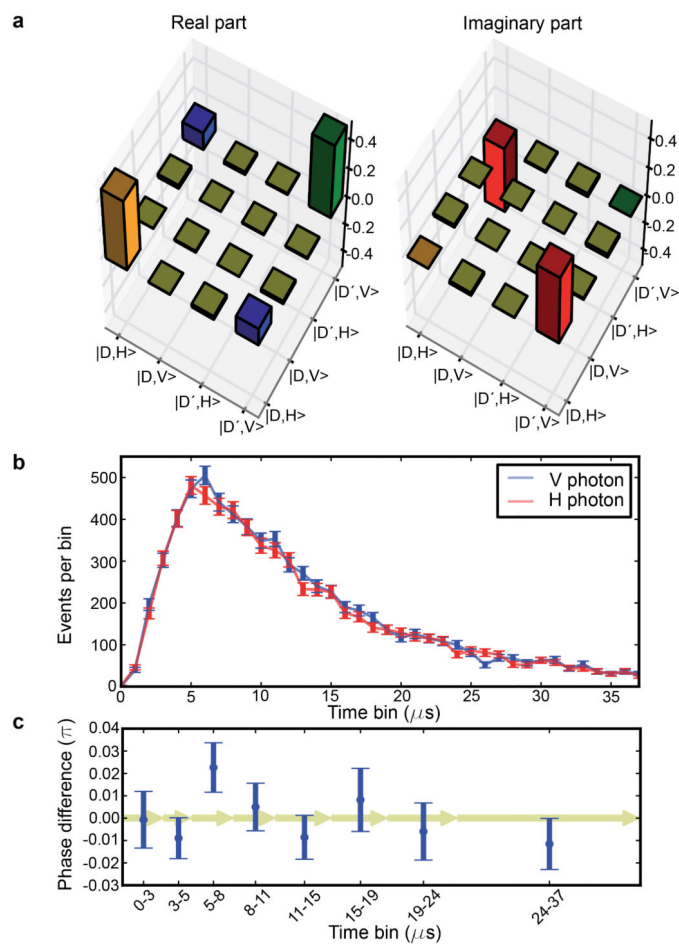 a
Real part
Imaginary part
0.4
0.2
0.0
-0.2
-0.4
|D´,V>
|D´,H>
|D,V>
|D,H>
|D,H>
|D,V>
|D´,H>
|D´,V>
0.4
0.2
0.0
-0.2
-0.4
|D´,V>
|D´,H>
|D,V>
|D,H>
|D,H>
|D,V>
|D´,H>
|D´,V>
b
Events per bin
500
400
300
200
100
0
V photon
H photon
0 5 10 15 20 25 30 35
Time bin (μs)
c
Phase difference (π)
0.04
0.03
0.02
0.01
0.00
-0.01
-0.02
-0.03
0-3 3-5 5-8 8-11 11-15 15-19 19-24 24-37
Time bin (μs)